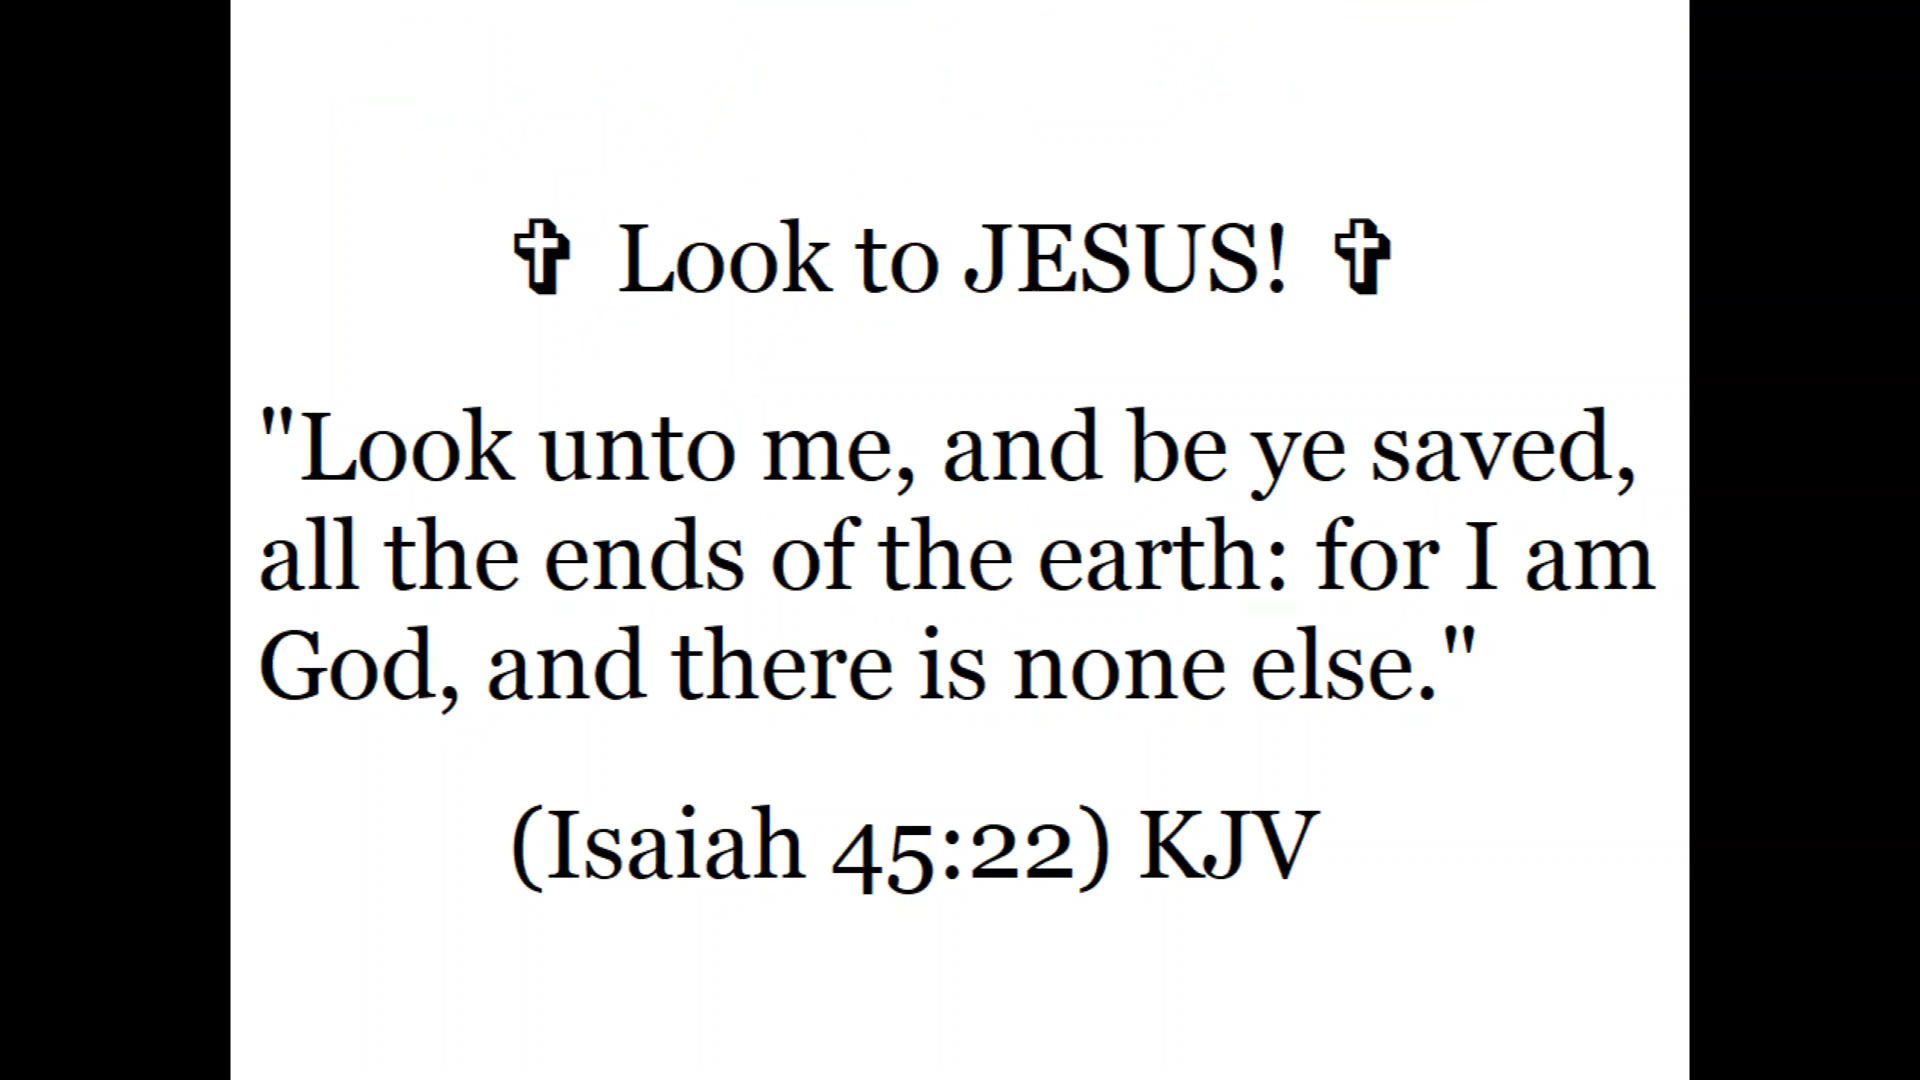 ✞ Look to JESUS! ✞
"Look unto me, and be ye saved,
all the ends of the earth: for I am
God, and there is none else."
(Isaiah 45:22) KJV